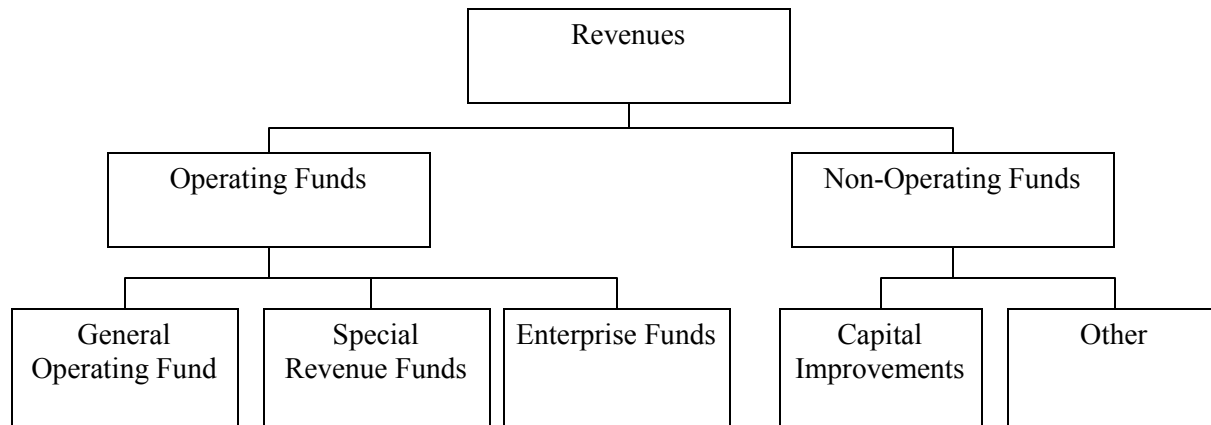 Revenues
Operating Funds
Non-Operating Funds
General
Operating Fund
Special
Revenue Funds
Enterprise Funds
Capital
Improvements
Other